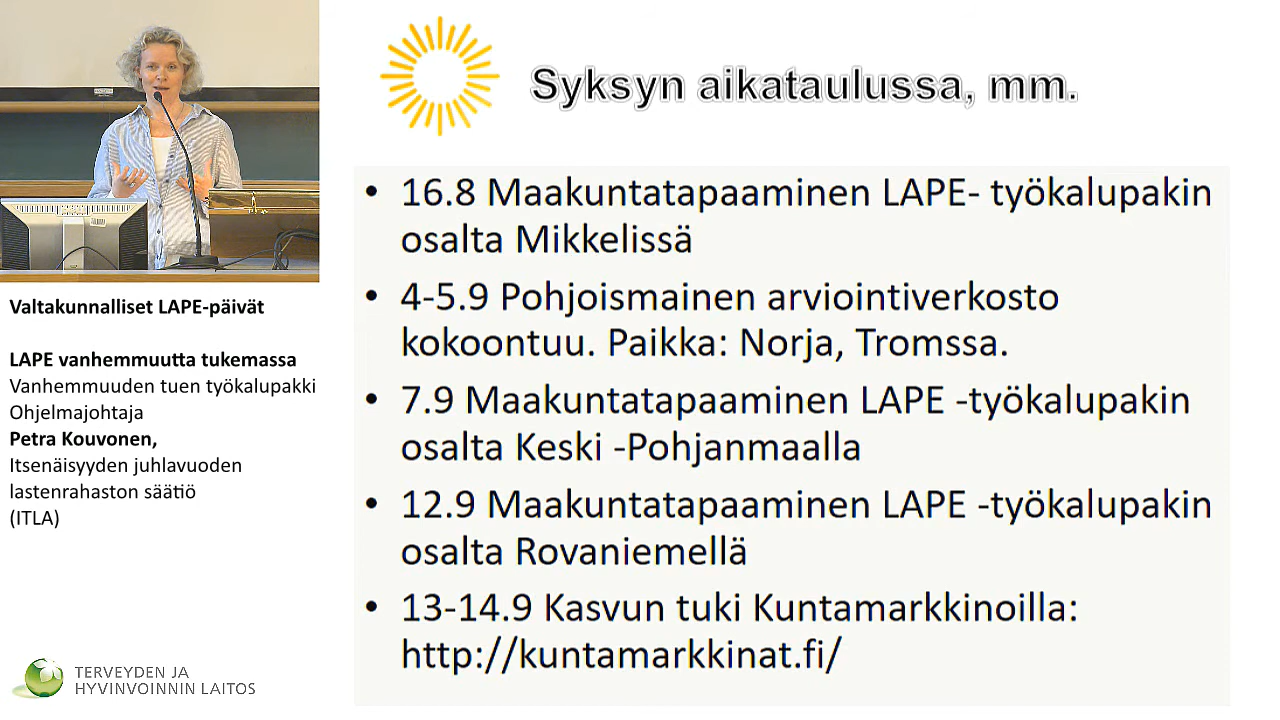 Syksyn aikataulussa, mm.
• 16.8 Maakuntatapaaminen LAPE- työkalupakin
osalta Mikkelissä
• 4-5.9 Pohjoismainen arviointiverkosto
kokoontuu. Paikka: Norja, Tromssa.
• 7.9 Maakuntatapaaminen LAPE -työkalupakin
osalta Keski -Pohjanmaalla
• 12.9 Maakuntatapaaminen LAPE -työkalupakin
osalta Rovaniemellä
• 13-14.9 Kasvun tuki Kuntamarkkinoilla:
http://kuntamarkkinat.fi/
Valtakunnalliset LAPE-päivät
LAPE vanhemmuutta tukemassa
Vanhemmuuden tuen työkalupakki
Ohjelmajohtaja
Petra Kouvonen,
Itsenäisyyden juhlavuoden
lastenrahaston säätiö
(ITLA)
TERVEYDEN JA
HYVINVOINNIN LAITOS